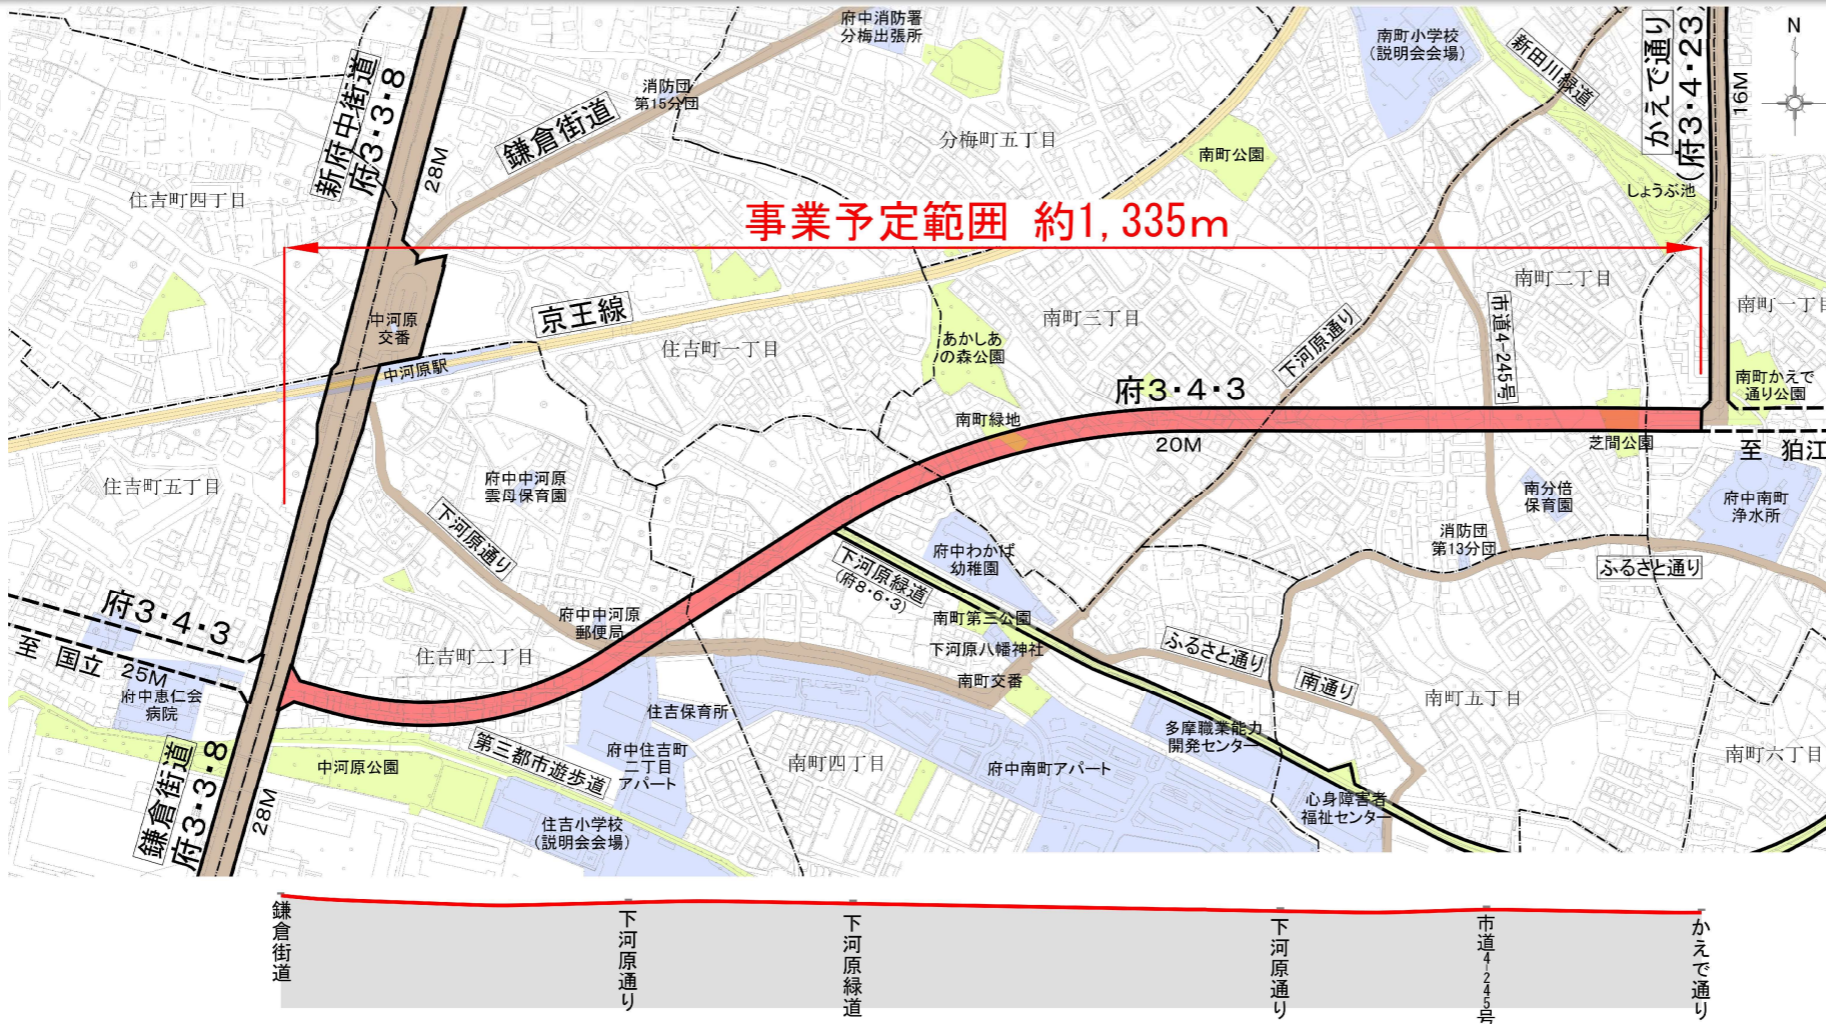 府中消防署
分梅出張所
南町小学校
(説明会会場)
新田川緑道
かえで通り
(府3・4・23)
16M
N
新府中街道
府3・3・8
28M
消防団
第15分団
鎌倉街道
分梅町五丁目
南町公園
しょうぶ池
住吉町四丁目
事業予定範囲 約1,335m
中河原
交番
京王線
中河原駅
住吉町一丁目
あかしあ
の森公園
南町三丁目
下河原通り
市道4-245号
南町二丁目
南町一丁目
南町かえで
通り公園
府3・4・3
20M
南町緑地
芝間公園
至 狛江
住吉町五丁目
府中中河原
雲母保育園
下河原通り
下河原緑道
(府8・6・3)
府中わかば
幼稚園
南分倍
保育園
消防団
第13分団
府中南町
浄水所
ふるさと通り
府3・4・3
至 国立
25M
府中恵仁会
病院
住吉町二丁目
府中中河原
郵便局
南町第三公園
下河原八幡神社
南町交番
ふるさと通り
南通り
南町五丁目
住吉保育所
府中住吉町
二丁目
アパート
多摩職業能力
開発センター
南町六丁目
鎌倉街道
府3・3・8
28M
中河原公園
第三都市遊歩道
南町四丁目
府中南町アパート
心身障害者
福祉センター
住吉小学校
(説明会会場)
鎌倉街道
下河原通り
下河原緑道
下河原通り
市道4-245号
かえで通り